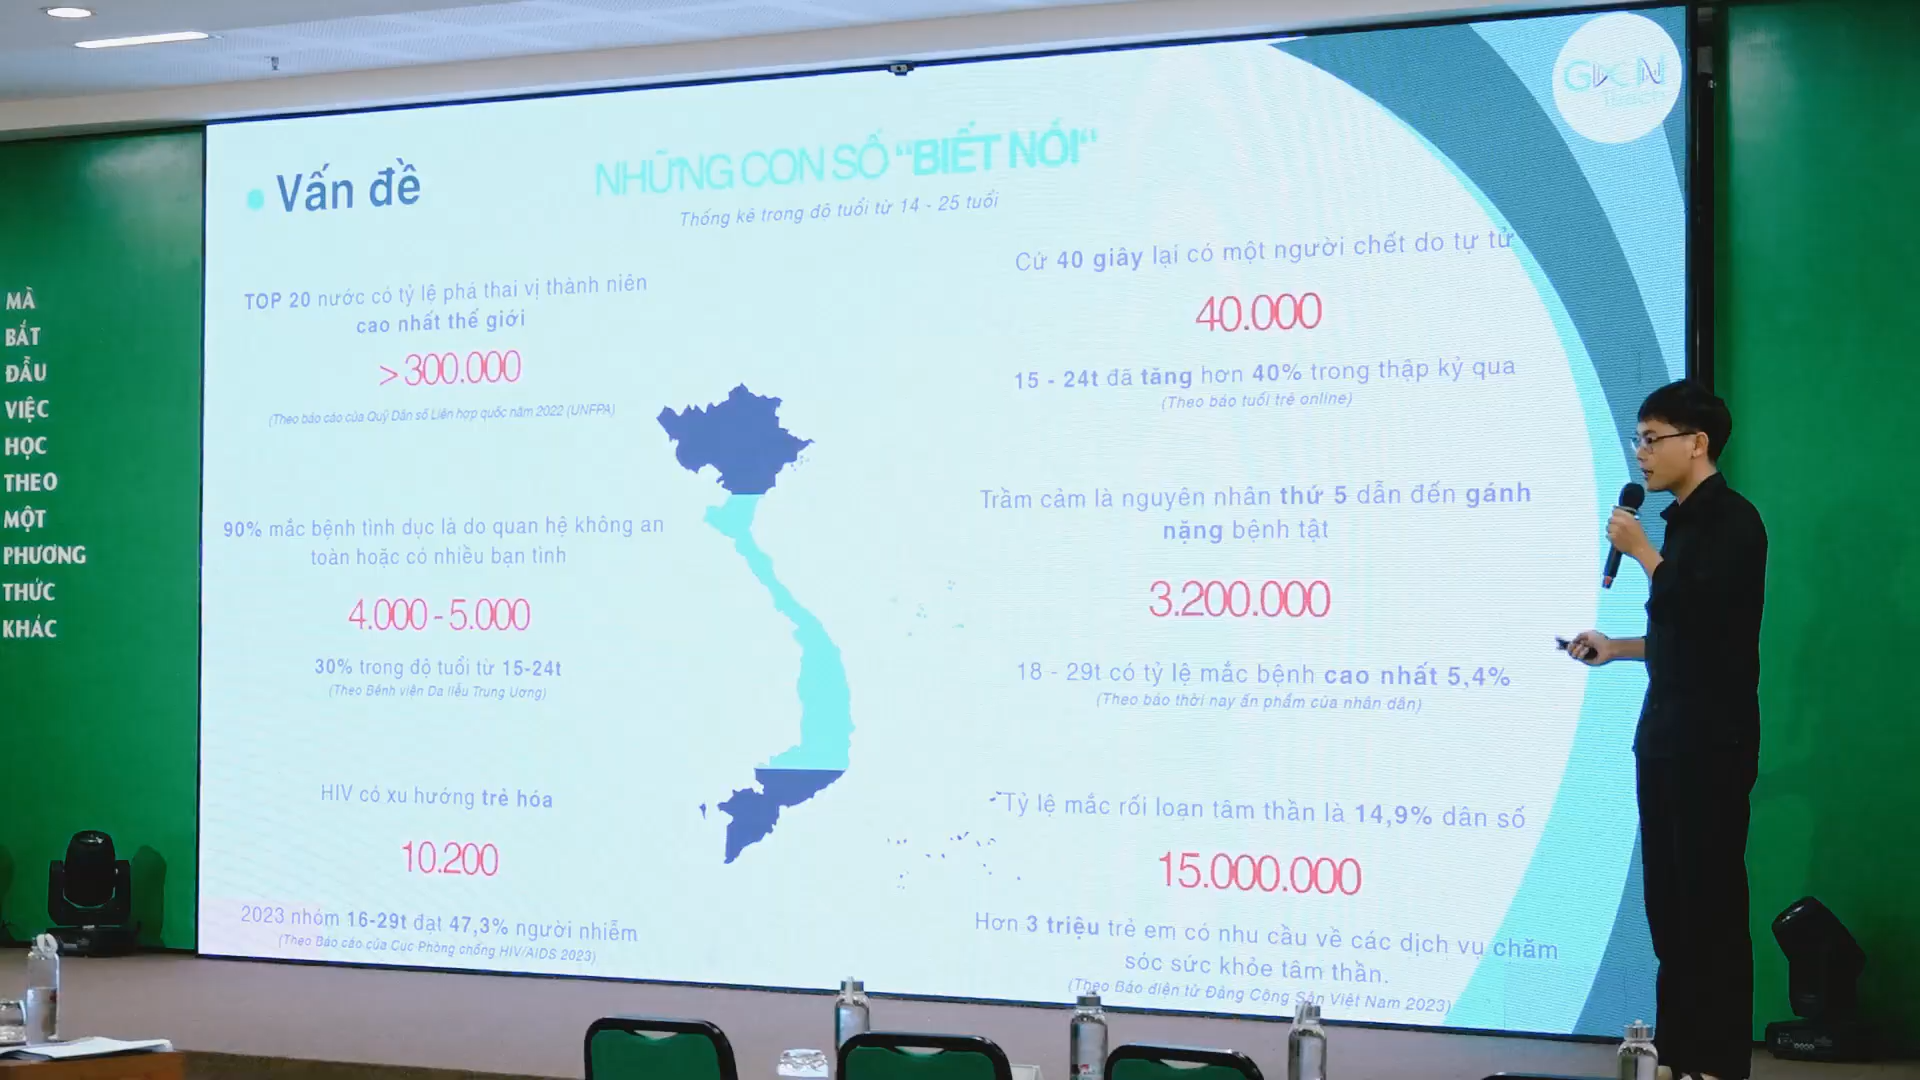 MÀ
BẮT
ĐẦU
VIỆC
HỌC
THEO
MỘT
PHƯƠNG
THỨC
KHÁC
Vấn đề
NHỮNG CON SỐ "BIẾT NÓI"
Thống kê trong độ tuổi từ 14 - 25 tuổi
TOP 20 nước có tỷ lệ phá thai vị thành niên
cao nhất thế giới
>300.000
(Theo báo cáo của Quỹ Dân số Liên hợp quốc năm 2022 (UNFPA)
90% mắc bệnh tình dục là do quan hệ không an
toàn hoặc có nhiều bạn tình
4.000 - 5.000
30% trong độ tuổi từ 15-24t
(Theo Bệnh viện Da liễu Trung Ương)
HIV có xu hướng trẻ hóa
10.200
2023 nhóm 16-29t đạt 47,3% người nhiễm
(Theo Báo cáo của Cục Phòng chống HIV/AIDS 2023)
Cứ 40 giây lại có một người chết do tự tử
40.000
15 - 24t đã tăng hơn 40% trong thập kỷ qua
(Theo báo tuổi trẻ online)
Trầm cảm là nguyên nhân thứ 5 dẫn đến gánh
nặng bệnh tật
3.200.000
18 - 29t có tỷ lệ mắc bệnh cao nhất 5,4%
(Theo báo thời nay ấn phẩm của nhân dân)
Tỷ lệ mắc rối loạn tâm thần là 14,9% dân số
15.000.000
Hơn 3 triệu trẻ em có nhu cầu về các dịch vụ chăm
sóc sức khỏe tâm thần.
(Theo Báo điện tử Đảng Cộng Sản Việt Nam 2023)